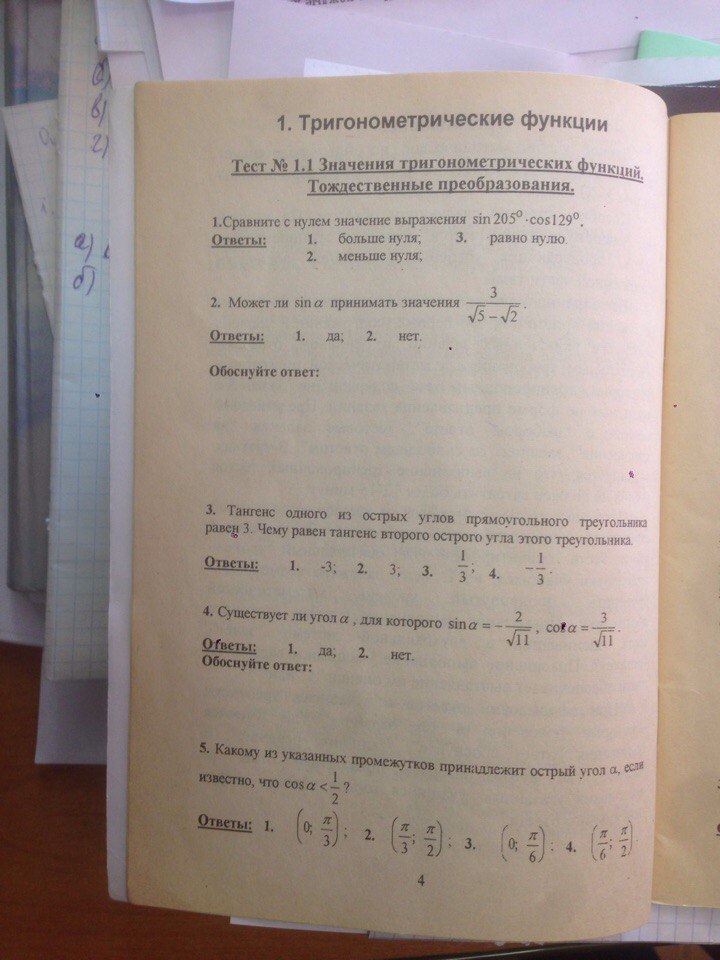 а)
б)
в)
г)
а)
б)
1. Тригонометрические функции
Тест № 1.1 Значения тригонометрических функций.
Тождественные преобразования.
1.Сравните с нулем значение выражения sin 205° · cos129°.
Ответы: 1. больше нуля; 3. равно нулю.
2. меньше нуля;
2. Может ли sin α принимать значения 3/(√5 − √2).
Ответы: 1. да; 2. нет.
Обоснуйте ответ:
3. Тангенс одного из острых углов прямоугольного треугольника
равен 3. Чему равен тангенс второго острого угла этого треугольника.
Ответы: 1. -3; 2. 3; 3. 1/3; 4. −1/3.
4. Существует ли угол α , для которого sin α = −2/√11 , cos α = 3/√11.
Ответы: 1. да; 2. нет.
Обоснуйте ответ:
5. Какому из указанных промежутков принадлежит острый угол α, если
известно, что cos α < 1/2 ?
Ответы: 1. (0; π/3) ; 2. (π/3; π/2) ; 3. (0; π/6) ; 4. (π/6; π/2)
4